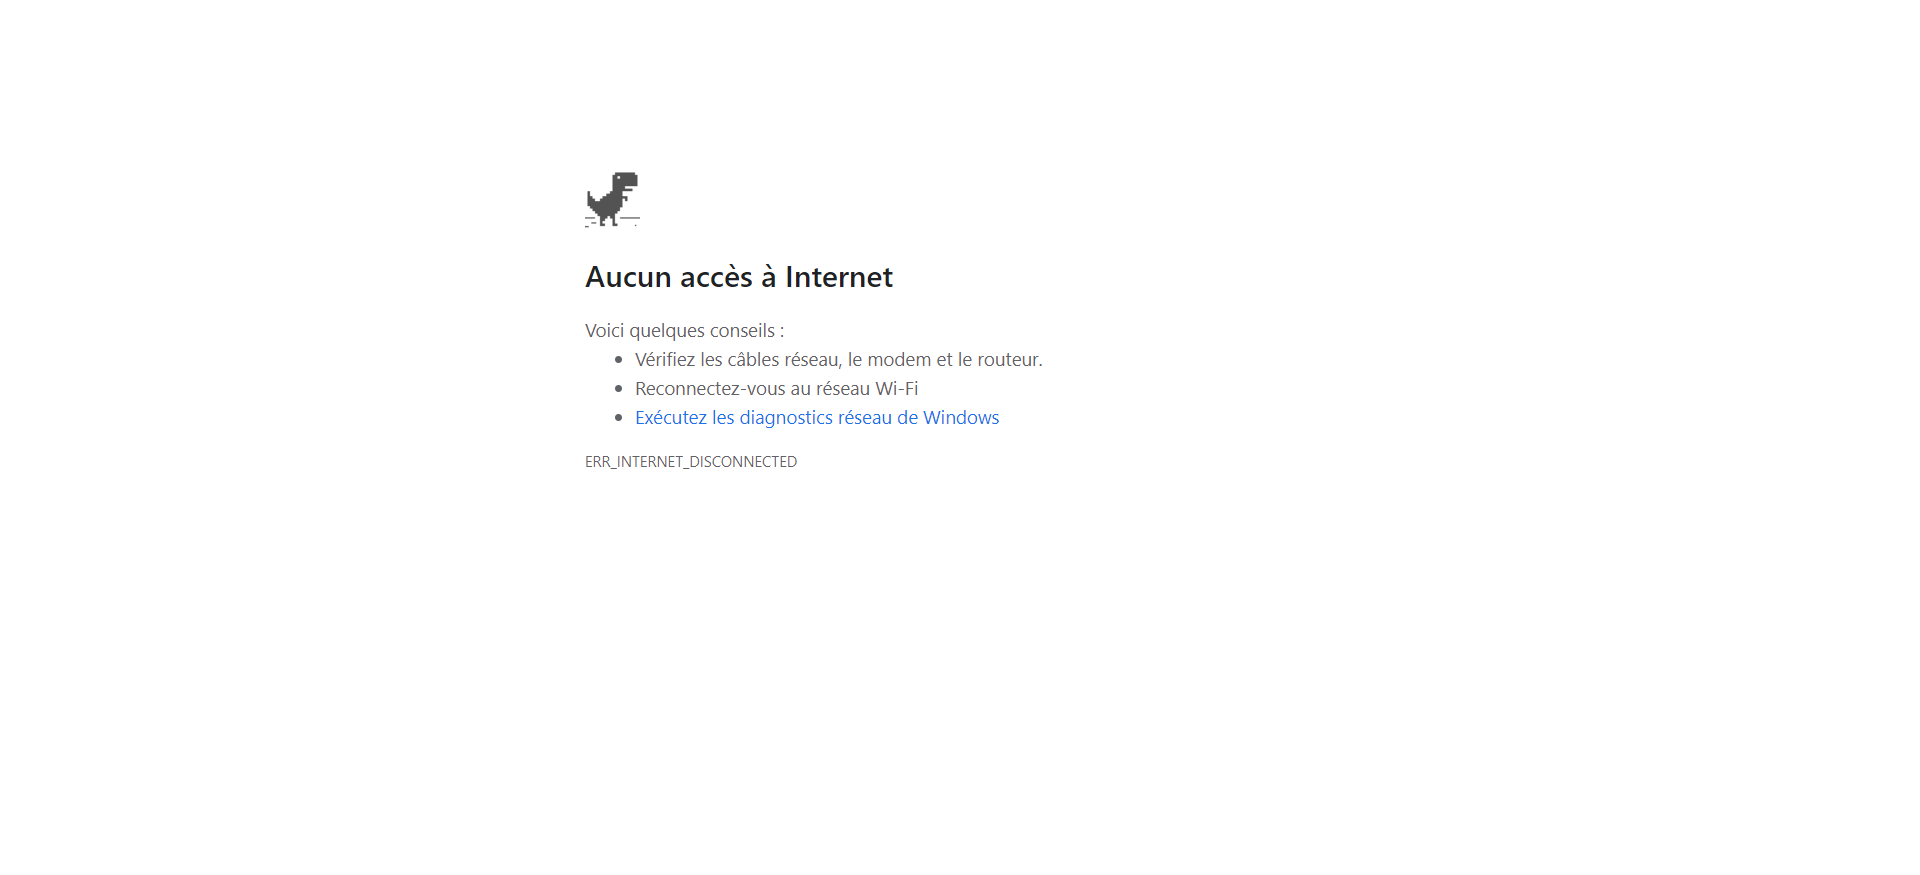 Aucun accès à Internet
Voici quelques conseils :
Vérifiez les câbles réseau, le modem et le routeur.
Reconnectez-vous au réseau Wi-Fi
Exécutez les diagnostics réseau de Windows
ERR_INTERNET_DISCONNECTED